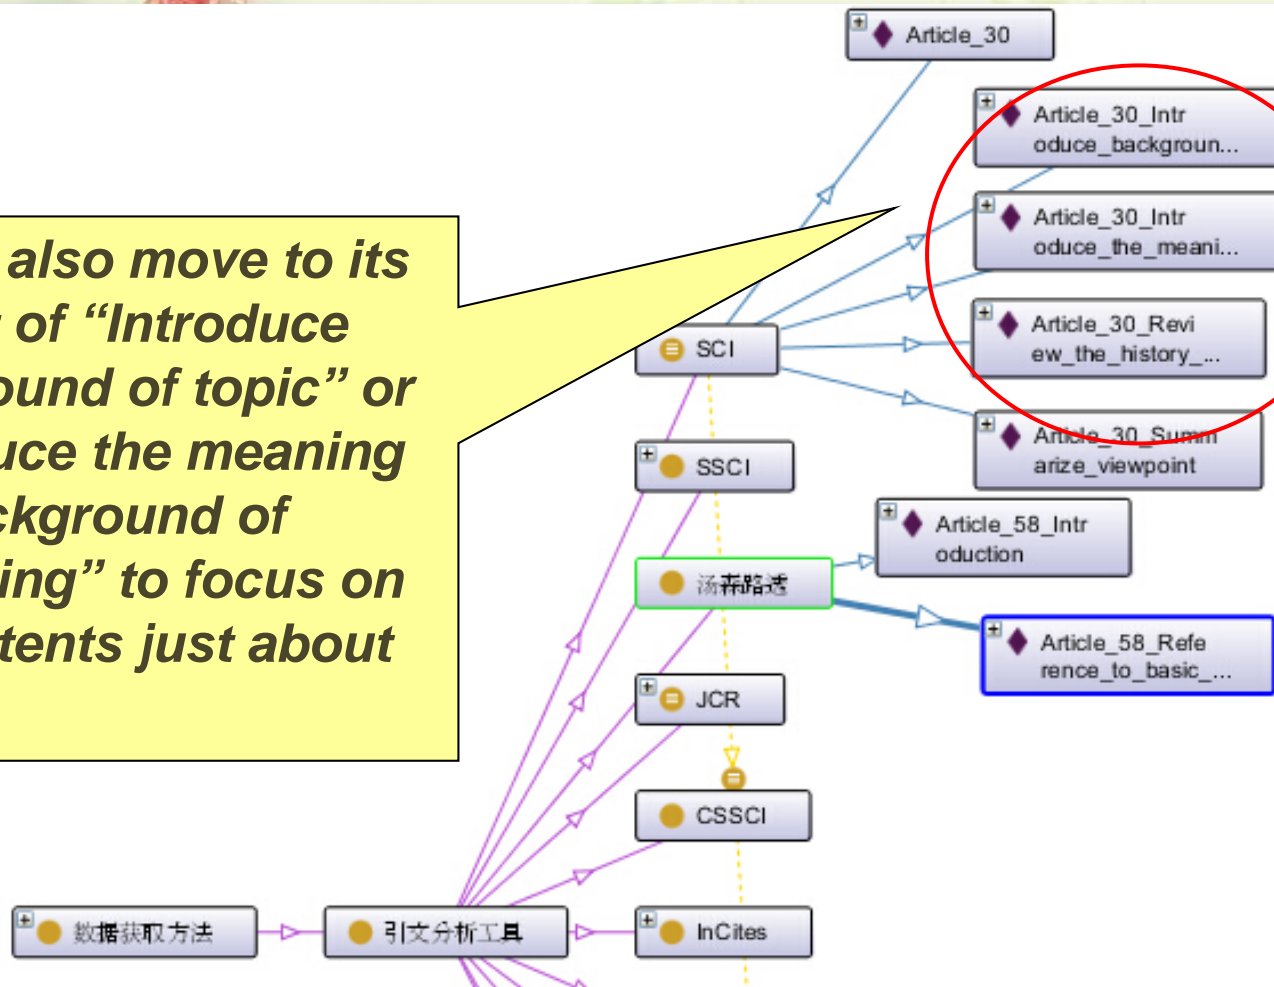 Article_30
Article_30_Intr
oduce_backgroun...
Article_30_Intr
oduce_the_meani...
Article_30_Revi
ew_the_history_...
Article_30_Summ
arize_viewpoint
also move to its
of “Introduce
ound of topic” or
uce the meaning
ckground of
ing” to focus on
tents just about
SCI
SSCI
Article_58_Intr
oduction
汤森路透
Article_58_Refe
rence_to_basic_...
JCR
CSSCI
数据获取方法
引文分析工具
InCites